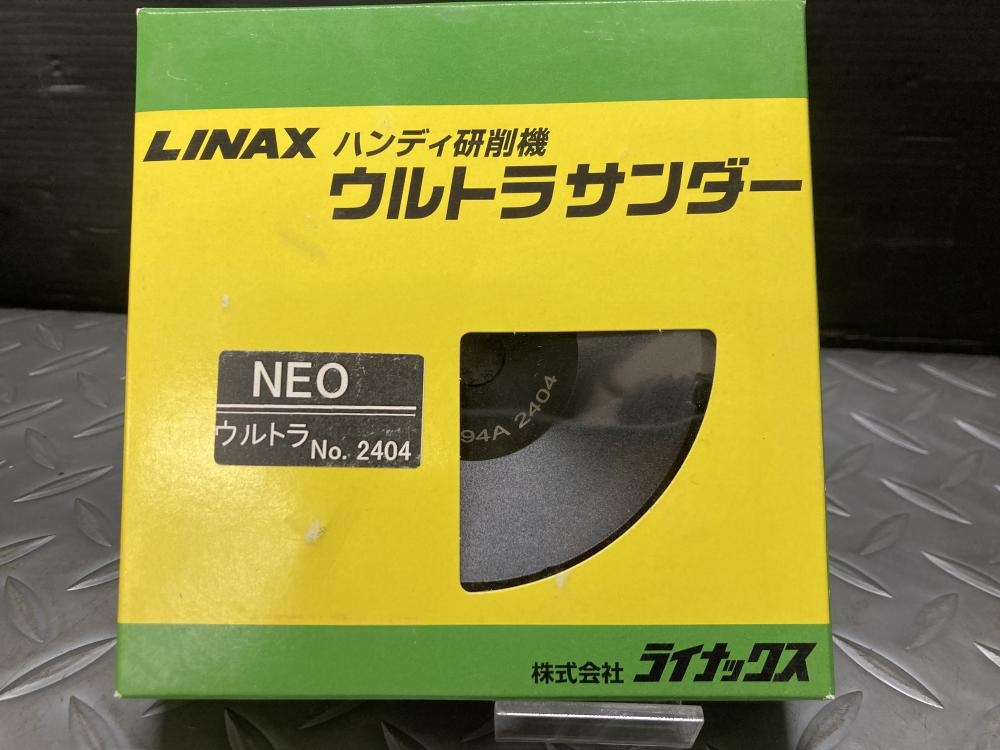 LINAX ハンディ研削機
ウルトラサンダー
NEO
ウルトラ No. 2404
94A 2404
株式会社 ライナックス